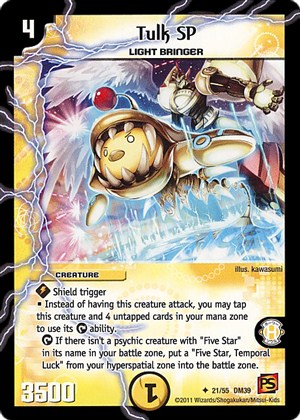 4
Tulk SP
LIGHT BRINGER
illus. kawasumi
CREATURE
Shield trigger
▪ Instead of having this creature attack, you may tap
this creature and 4 untapped cards in your mana zone
to use its ability.
If there isn't a psychic creature with "Five Star"
in its name in your battle zone, put a "Five Star, Temporal
Luck" from your hyperspatial zone into the battle zone.
3500
1
21/55 DM39
©2011 Wizards/Shogakukan/Mitsui-Kids
PS